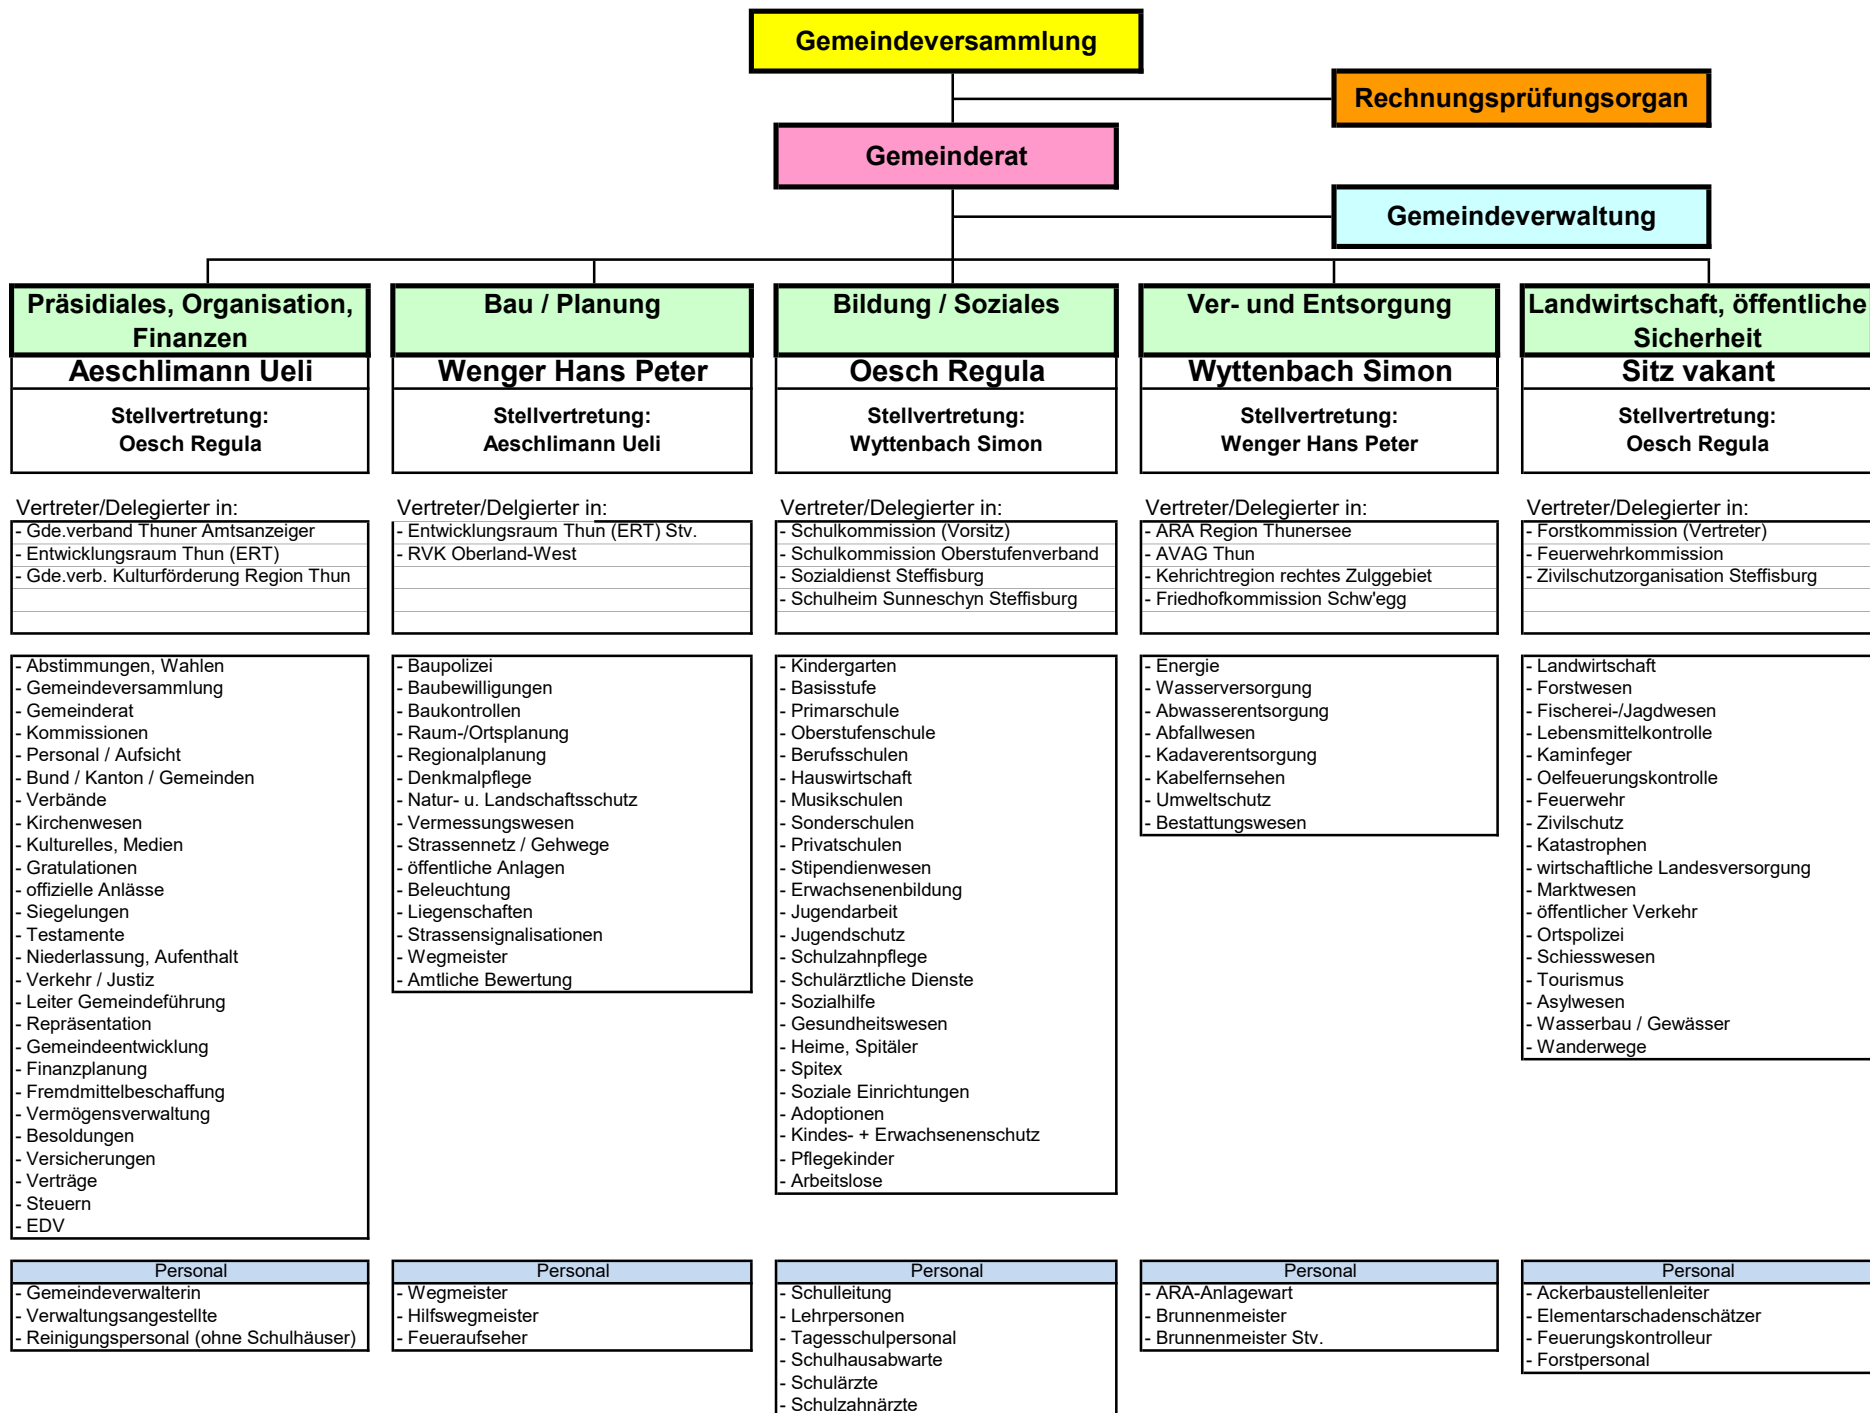 Gemeindeversammlung
Rechnungsprüfungsorgan
Gemeinderat
Gemeindeverwaltung
Präsidiales, Organisation,
Finanzen
Aeschlimann Ueli
Stellvertretung:
Oesch Regula
Vertreter/Delegierter in:
- Gde.verband Thuner Amtsanzeiger
- Entwicklungsraum Thun (ERT)
- Gde.verb. Kulturförderung Region Thun
- Abstimmungen, Wahlen
- Gemeindeversammlung
- Gemeinderat
- Kommissionen
- Personal / Aufsicht
- Bund / Kanton / Gemeinden
- Verbände
- Kirchenwesen
- Kulturelles, Medien
- Gratulationen
- offizielle Anlässe
- Siegelungen
- Testamente
- Niederlassung, Aufenthalt
- Verkehr / Justiz
- Leiter Gemeindeführung
- Repräsentation
- Gemeindeentwicklung
- Finanzplanung
- Fremdmittelbeschaffung
- Vermögensverwaltung
- Besoldungen
- Versicherungen
- Verträge
- Steuern
- EDV
Personal
- Gemeindeverwalterin
- Verwaltungsangestellte
- Reinigungspersonal (ohne Schulhäuser)
Bau / Planung
Wenger Hans Peter
Stellvertretung:
Aeschlimann Ueli
Vertreter/Delgierter in:
- Entwicklungsraum Thun (ERT) Stv.
- RVK Oberland-West
- Baupolizei
- Baubewilligungen
- Baukontrollen
- Raum-/Ortsplanung
- Regionalplanung
- Denkmalpflege
- Natur- u. Landschaftsschutz
- Vermessungswesen
- Strassennetz / Gehwege
- öffentliche Anlagen
- Beleuchtung
- Liegenschaften
- Strassensignalisationen
- Wegmeister
- Amtliche Bewertung
Personal
- Wegmeister
- Hilfswegmeister
- Feueraufseher
Bildung / Soziales
Oesch Regula
Stellvertretung:
Wyttenbach Simon
Vertreter/Delegierter in:
- Schulkommission (Vorsitz)
- Schulkommission Oberstufenverband
- Sozialdienst Steffisburg
- Schulheim Sunneschyn Steffisburg
- Kindergarten
- Basisstufe
- Primarschule
- Oberstufenschule
- Berufsschulen
- Hauswirtschaft
- Musikschulen
- Sonderschulen
- Privatschulen
- Stipendienwesen
- Erwachsenenbildung
- Jugendarbeit
- Jugendschutz
- Schulzahnpflege
- Schulärztliche Dienste
- Sozialhilfe
- Gesundheitswesen
- Heime, Spitäler
- Spitex
- Soziale Einrichtungen
- Adoptionen
- Kindes- + Erwachsenenschutz
- Pflegekinder
- Arbeitslose
Personal
- Schulleitung
- Lehrpersonen
- Tagesschulpersonal
- Schulhausabwarte
- Schulärzte
- Schulzahnärzte
Ver- und Entsorgung
Wyttenbach Simon
Stellvertretung:
Wenger Hans Peter
Vertreter/Delegierter in:
- ARA Region Thunersee
- AVAG Thun
- Kehrichtregion rechtes Zulggebiet
- Friedhofkommission Schw'egg
- Energie
- Wasserversorgung
- Abwasserentsorgung
- Abfallwesen
- Kadaverentsorgung
- Kabelfernsehen
- Umweltschutz
- Bestattungswesen
Personal
- ARA-Anlagewart
- Brunnenmeister
- Brunnenmeister Stv.
Landwirtschaft, öffentliche
Sicherheit
Sitz vakant
Stellvertretung:
Oesch Regula
Vertreter/Delegierter in:
- Forstkommission (Vertreter)
- Feuerwehrkommission
- Zivilschutzorganisation Steffisburg
- Landwirtschaft
- Forstwesen
- Fischerei-/Jagdwesen
- Lebensmittelkontrolle
- Kaminfeger
- Oelfeuerungskontrolle
- Feuerwehr
- Zivilschutz
- Katastrophen
- wirtschaftliche Landesversorgung
- Marktwesen
- öffentlicher Verkehr
- Ortspolizei
- Schiesswesen
- Tourismus
- Asylwesen
- Wasserbau / Gewässer
- Wanderwege
Personal
- Ackerbaustellenleiter
- Elementarschadenschätzer
- Feuerungskontrolleur
- Forstpersonal